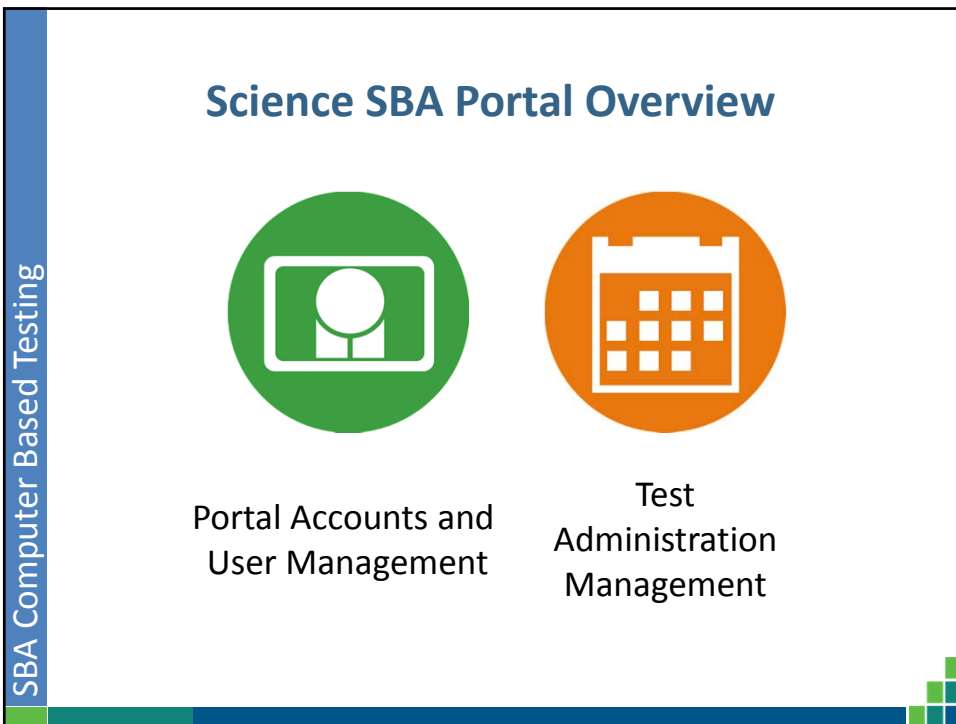 Science SBA Portal Overview
SBA Computer Based Testing
Portal Accounts and
User Management
Test
Administration
Management